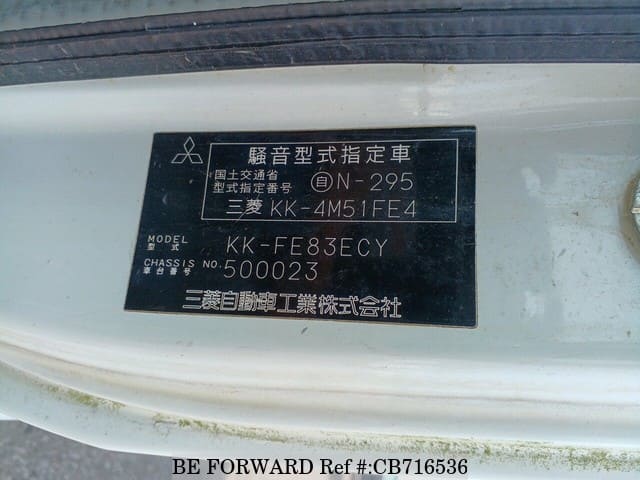 騒音型式指定車
国土交通省
型式指定番号 自N-295
三菱 KK-4M51FE4
MODEL
型式 KK-FE83ECY
CHASSIS NO.
車台番号 500023
三菱自動車工業株式会社
BE FORWARD Ref #:CB716536